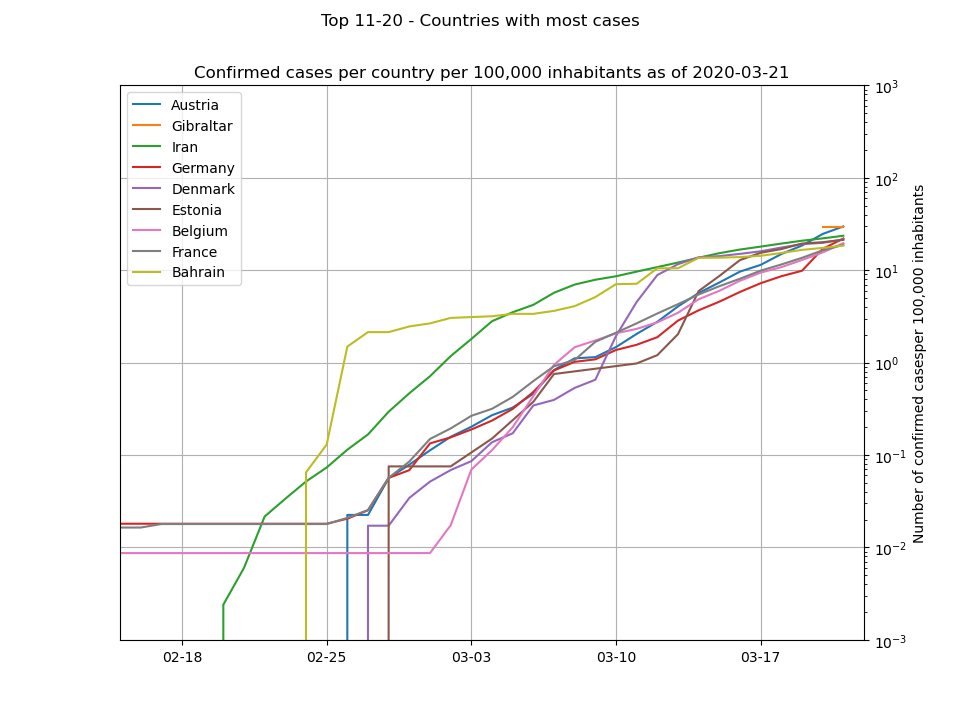 Top 11-20 - Countries with most cases
Confirmed cases per country per 100,000 inhabitants as of 2020-03-21
Austria
Gibraltar
Iran
Germany
Denmark
Estonia
Belgium
France
Bahrain
10³
10²
10¹
10⁰
10⁻¹
10⁻²
10⁻³
Number of confirmed casesper 100,000 inhabitants
02-18 02-25 03-03 03-10 03-17